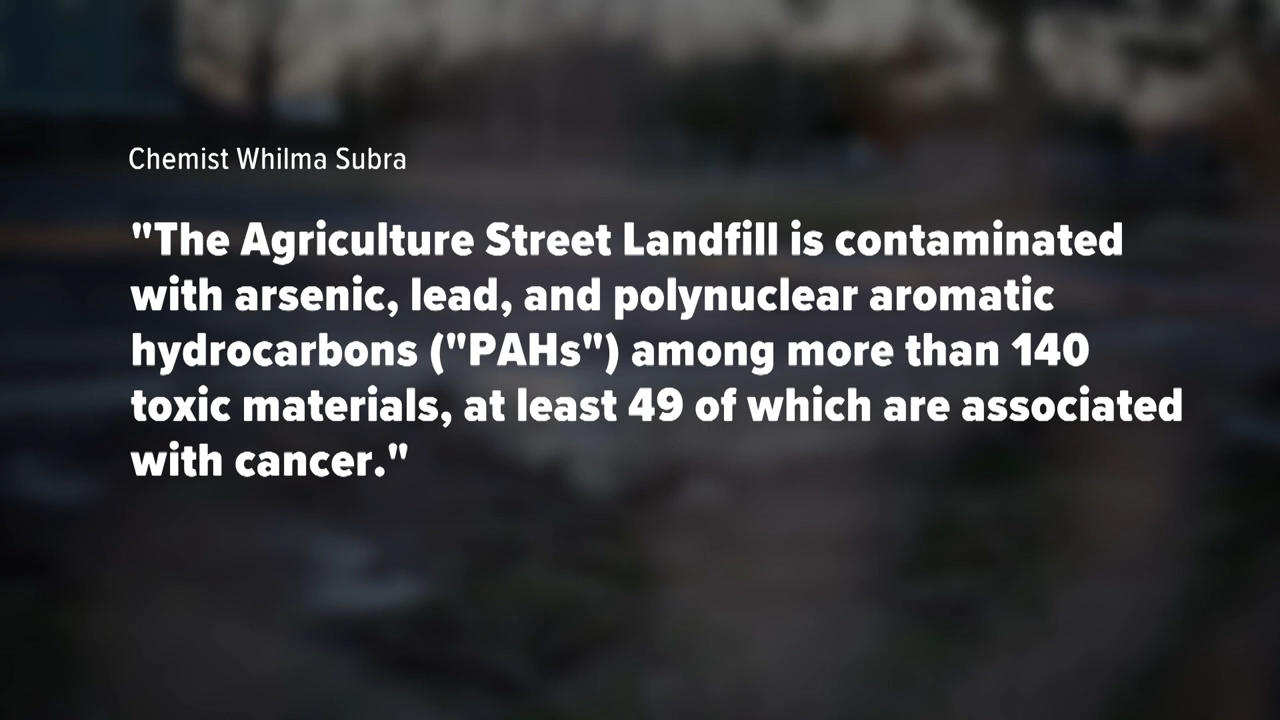 Chemist Whilma Subra
"The Agriculture Street Landfill is contaminated
with arsenic, lead, and polynuclear aromatic
hydrocarbons ("PAHs") among more than 140
toxic materials, at least 49 of which are associated
with cancer."